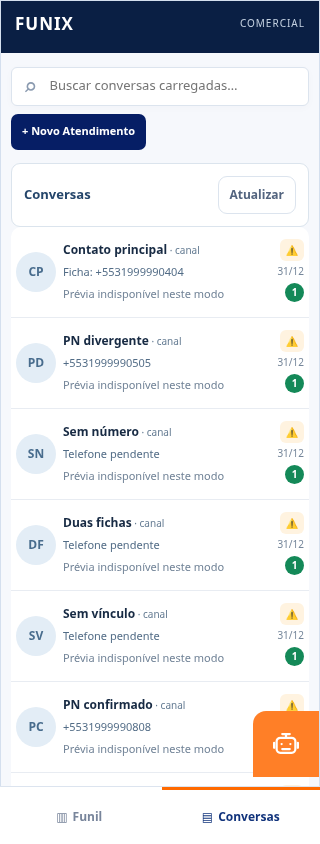 FUNIX
COMERCIAL
Buscar conversas carregadas...
+ Novo Atendimento
Conversas
Atualizar
CP
Contato principal · canal
Ficha: +5531999990404
31/12
Prévia indisponível neste modo
1
PD
PN divergente · canal
+5531999990505
31/12
Prévia indisponível neste modo
1
SN
Sem número · canal
Telefone pendente
31/12
Prévia indisponível neste modo
1
DF
Duas fichas · canal
Telefone pendente
31/12
Prévia indisponível neste modo
1
SV
Sem vínculo · canal
Telefone pendente
31/12
Prévia indisponível neste modo
1
PC
PN confirmado · canal
+5531999990808
Prévia indisponível neste modo
Funil
Conversas